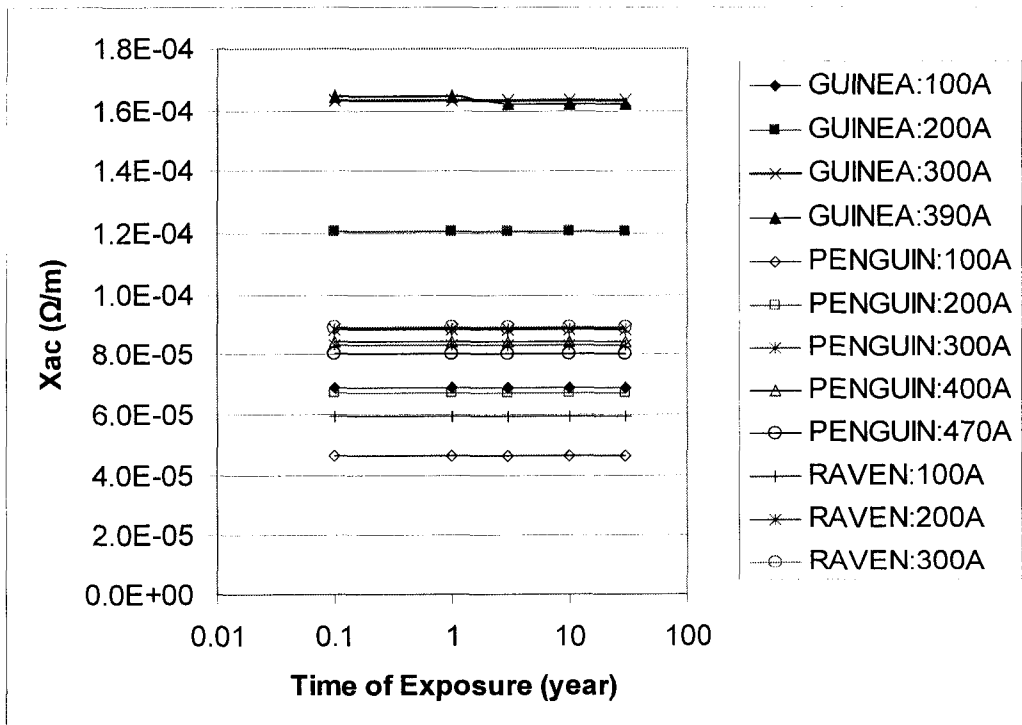 1.8E-04
1.6E-04
1.4E-04
1.2E-04
1.0E-04
8.0E-05
6.0E-05
4.0E-05
2.0E-05
0.0E+00
Xac (Ω/m)
0.01
0.1
1
10
100
Time of Exposure (year)
GUINEA:100A
GUINEA:200A
GUINEA:300A
GUINEA:390A
PENGUIN:100A
PENGUIN:200A
PENGUIN:300A
PENGUIN:400A
PENGUIN:470A
RAVEN:100A
RAVEN:200A
RAVEN:300A